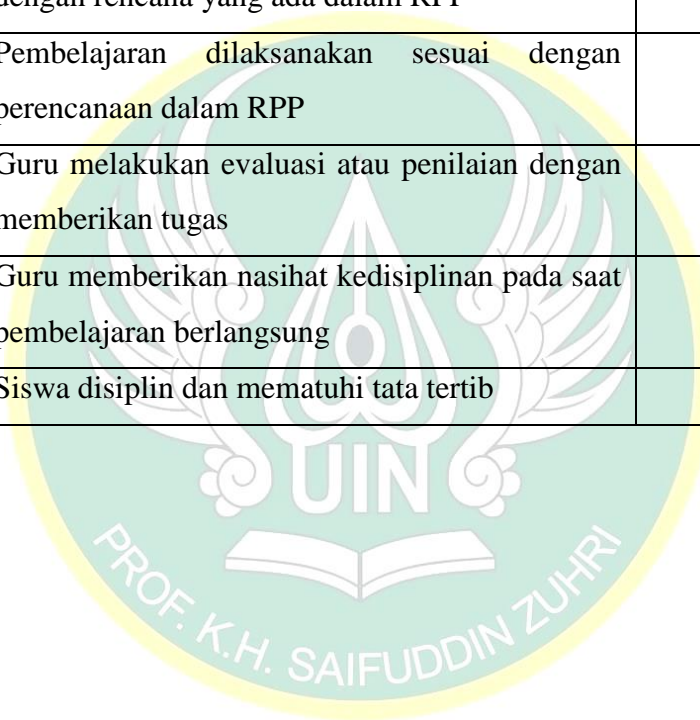 dengan rencana yang ada dalam RPP
Pembelajaran dilaksanakan sesuai dengan
perencanaan dalam RPP
Guru melakukan evaluasi atau penilaian dengan
memberikan tugas
Guru memberikan nasihat kedisiplinan pada saat
pembelajaran berlangsung
Siswa disiplin dan mematuhi tata tertib
UIN
PROF. K.H. SAIFUDDIN ZUHRI